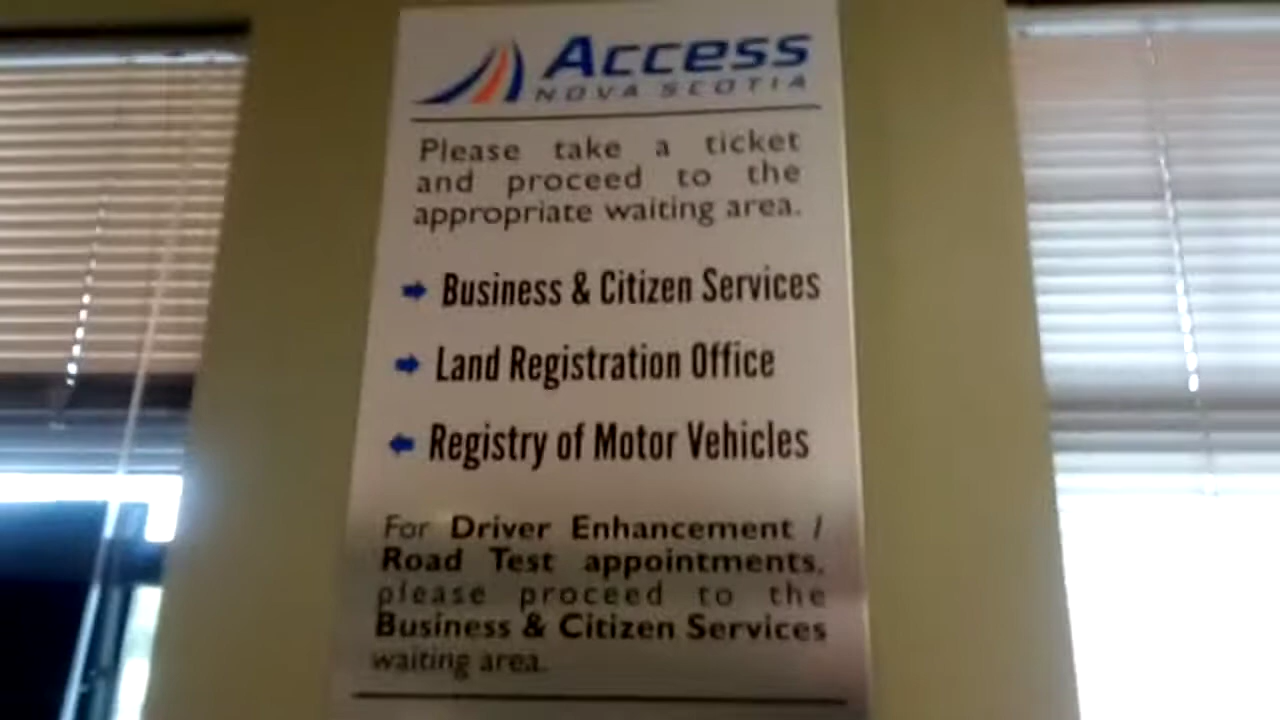 Access
NOVA SCOTIA
Please take a ticket
and proceed to the
appropriate waiting area.
Business & Citizen Services
Land Registration Office
Registry of Motor Vehicles
For Driver Enhancement /
Road Test appointments,
please proceed to the
Business & Citizen Services
waiting area.